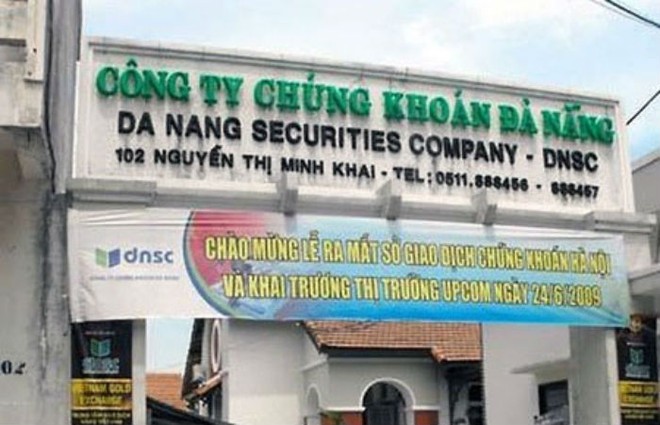 CÔNG TY CHỨNG KHOÁN ĐÀ NẴNG
DA NANG SECURITIES COMPANY - DNSC
102 NGUYỄN THỊ MINH KHAI - TEL: 0511.888456 - 888457
dnsc
CHÀO MỪNG LỄ RA MẮT SỞ GIAO DỊCH CHỨNG KHOÁN HÀ NỘI
VÀ KHAI TRƯƠNG THỊ TRƯỜNG UPCOM NGÀY 24/6/2009
02
VIETNAM GOLD
EXCHANGE
VIETNAM GOLD
EXCHANGE